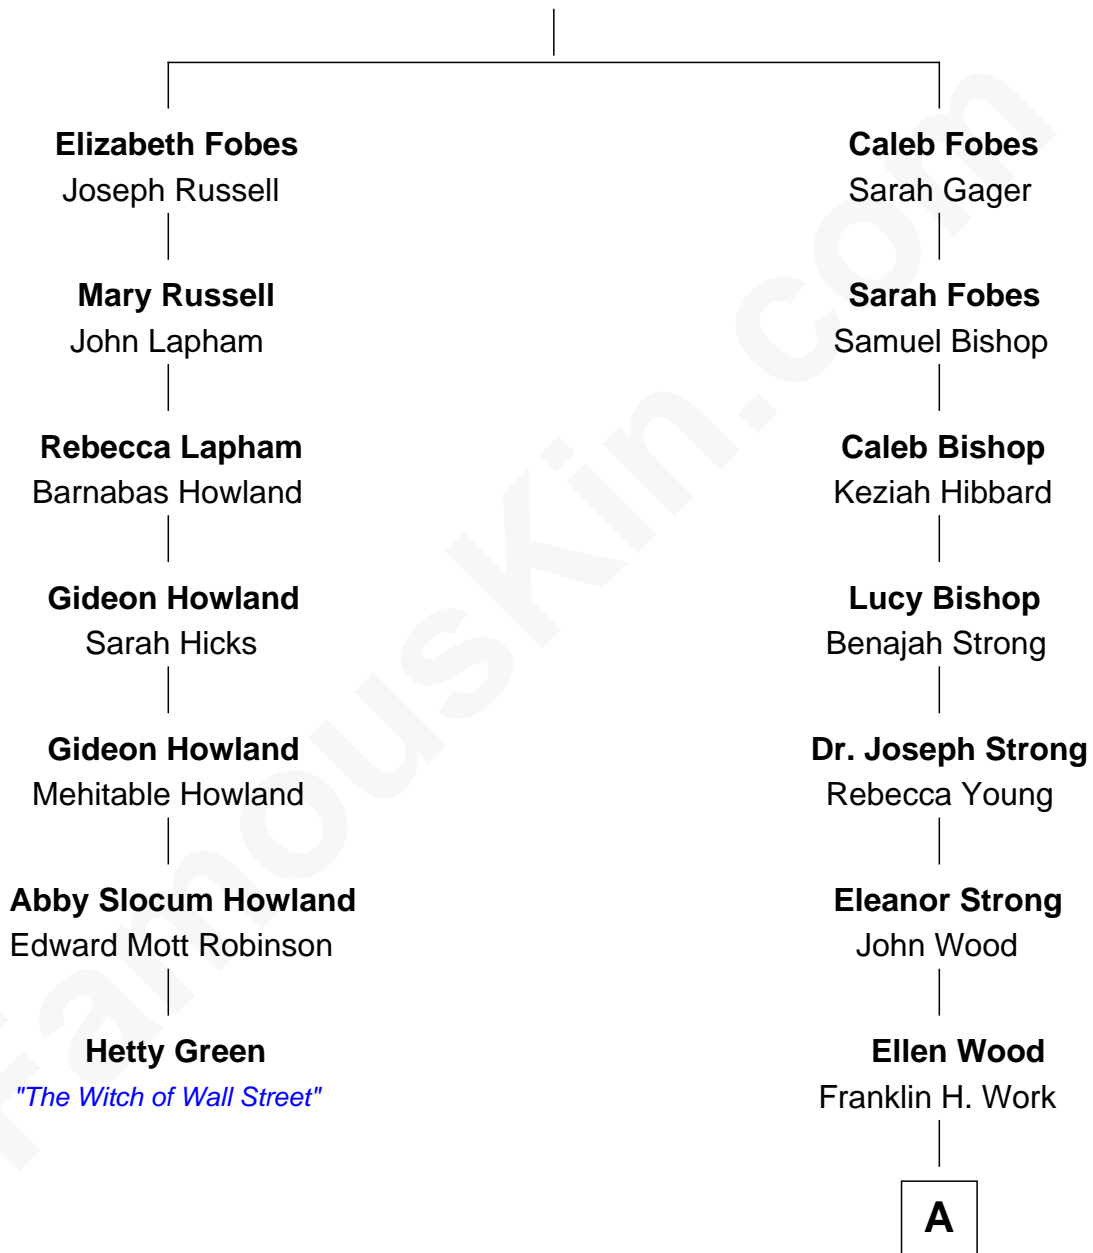 Elizabeth Fobes
Joseph Russell
Mary Russell
John Lapham
Rebecca Lapham
Barnabas Howland
Gideon Howland
Sarah Hicks
Gideon Howland
Mehitable Howland
Abby Slocum Howland
Edward Mott Robinson
Hetty Green
"The Witch of Wall Street"
Caleb Fobes
Sarah Gager
Sarah Fobes
Samuel Bishop
Caleb Bishop
Keziah Hibbard
Lucy Bishop
Benajah Strong
Dr. Joseph Strong
Rebecca Young
Eleanor Strong
John Wood
Ellen Wood
Franklin H. Work
A
FamousKin.com